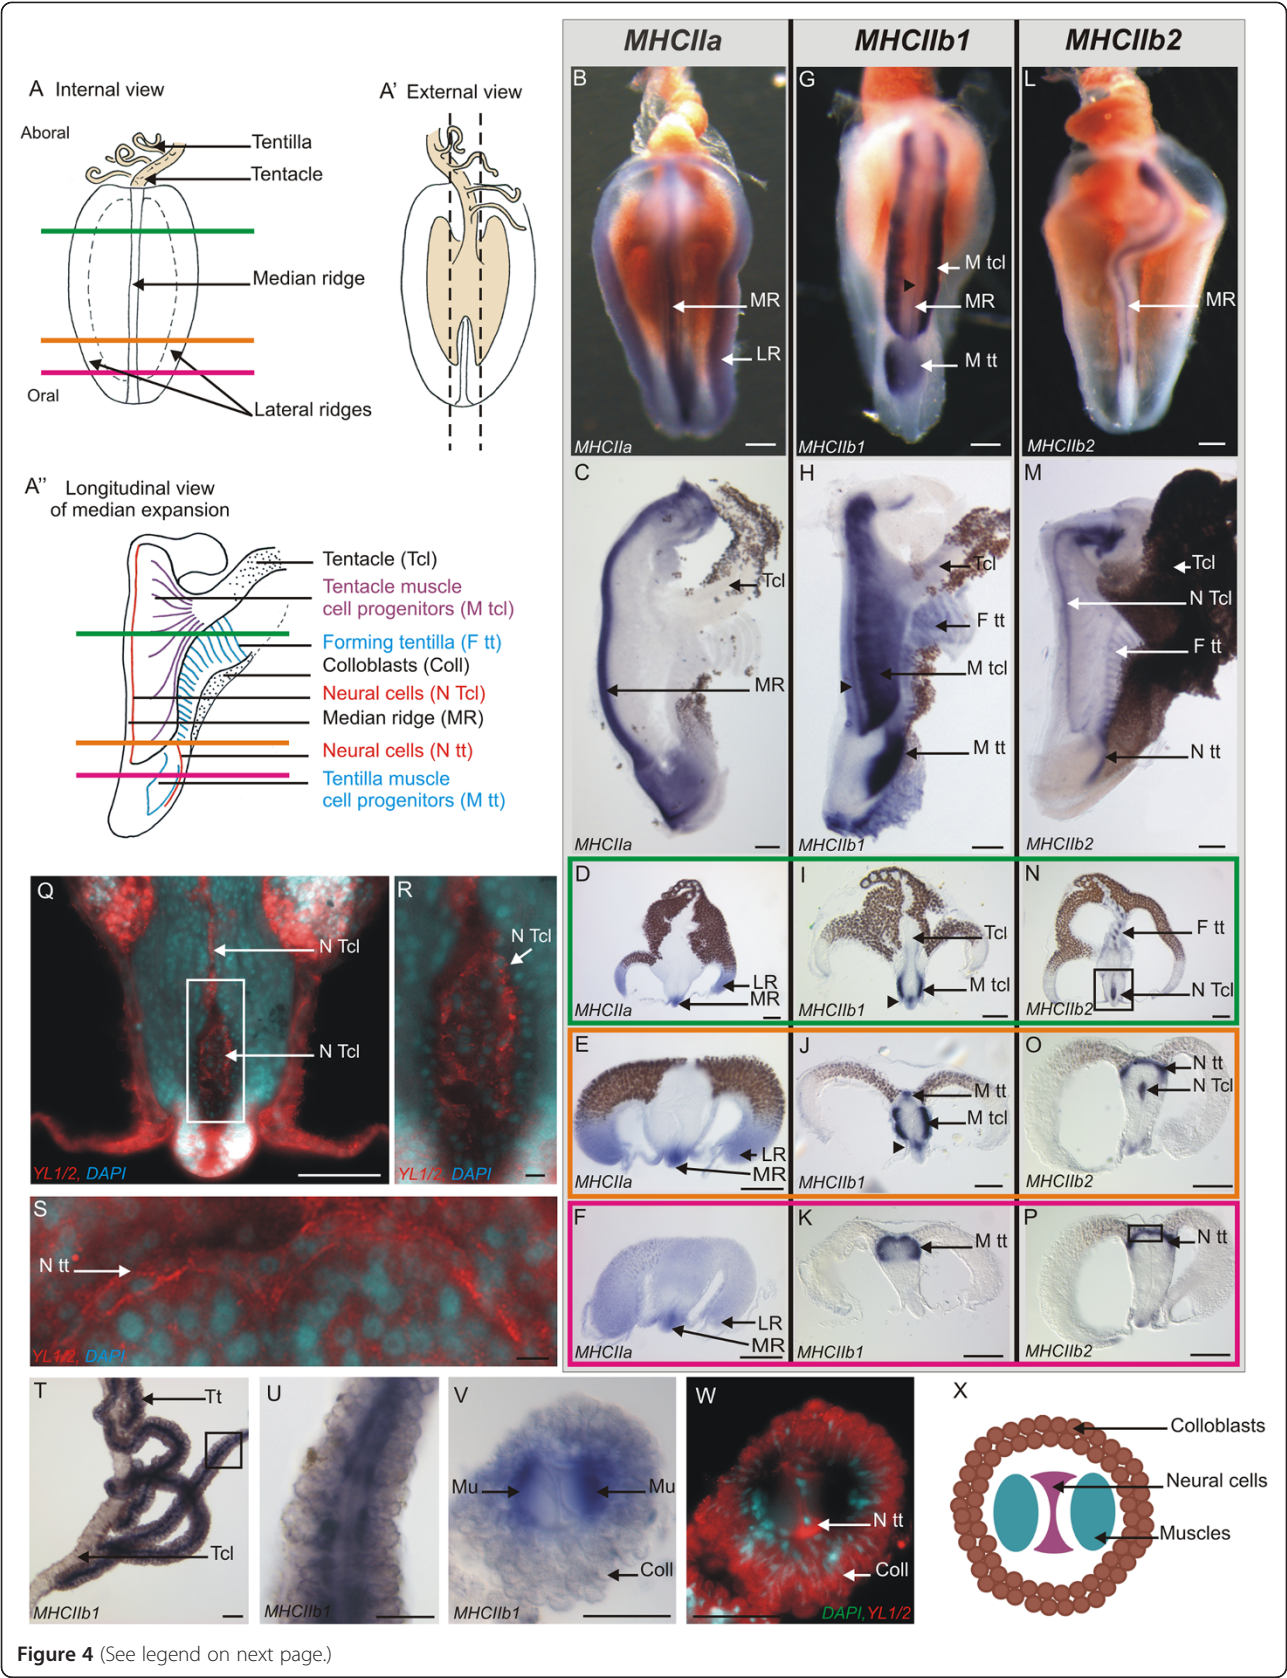 A Internal view
Aboral
Tentilla
Tentacle
Median ridge
Oral
Lateral ridges
A' External view
A'' Longitudinal view
of median expansion
Tentacle (Tcl)
Tentacle muscle
cell progenitors (M tcl)
Forming tentilla (F tt)
Colloblasts (Coll)
Neural cells (N Tcl)
Median ridge (MR)
Neural cells (N tt)
Tentilla muscle
cell progenitors (M tt)
MHCIIa
MHCIIb1
MHCIIb2
B
MR
LR
MHCIIa
G
M tcl
MR
M tt
MHCIIb1
L
MR
MHCIIb2
C
Tcl
MR
MHCIIa
H
Tcl
F tt
M tcl
M tt
MHCIIb1
M
Tcl
N Tcl
F tt
N tt
MHCIIb2
D
LR
MR
MHCIIa
I
Tcl
M tcl
MHCIIb1
N
F tt
N Tcl
MHCIIb2
E
LR
MR
MHCIIa
J
M tt
M tcl
MHCIIb1
O
N tt
N Tcl
MHCIIb2
F
LR
MR
MHCIIa
K
M tt
MHCIIb1
P
N tt
MHCIIb2
Q
N Tcl
N Tcl
YL1/2, DAPI
R
N Tcl
YL1/2, DAPI
S
N tt
YL1/2, DAPI
T
Tt
Tcl
MHCIIb1
U
MHCIIb1
V
Mu
Mu
Coll
MHCIIb1
W
N tt
Coll
DAPI, YL1/2
X
Colloblasts
Neural cells
Muscles
Figure 4 (See legend on next page.)